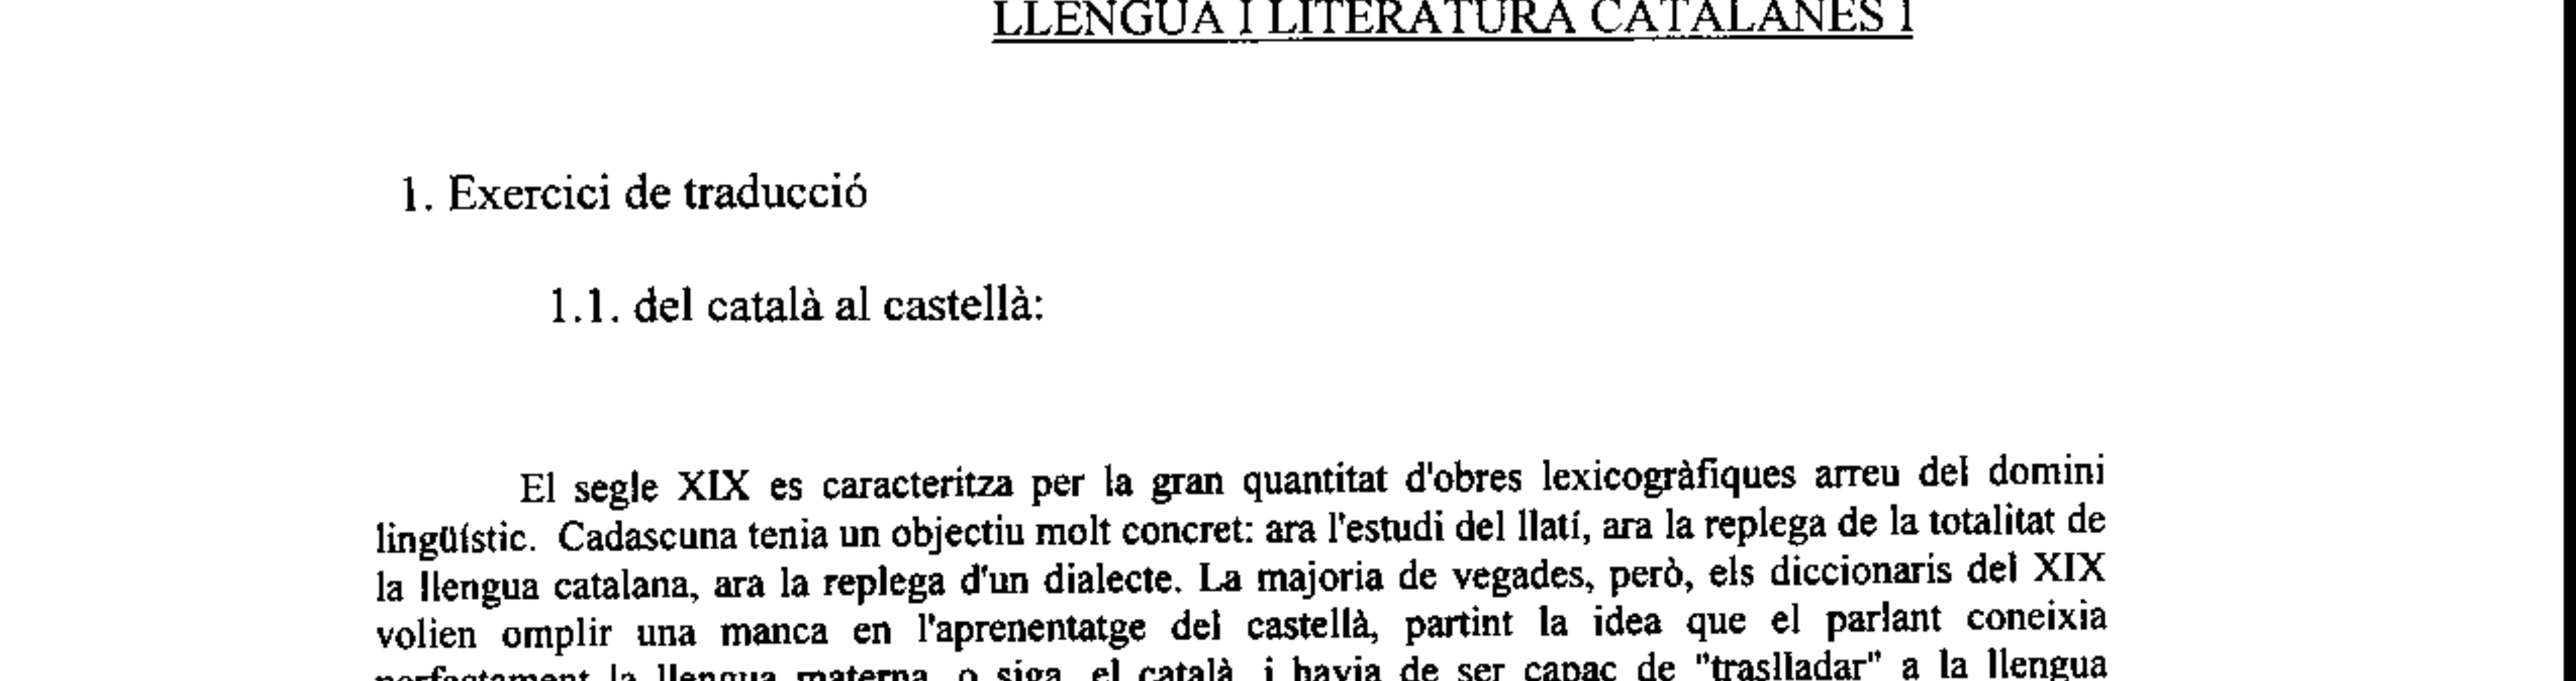 LLENGUA I LITERATURA CATALANES I
1. Exercici de traducció
1.1. del català al castellà:
El segle XIX es caracteritza per la gran quantitat d'obres lexicogràfiques arreu del domini
lingüístic. Cadascuna tenia un objectiu molt concret: ara l'estudi del llatí, ara la replega de la totalitat de
la llengua catalana, ara la replega d'un dialecte. La majoria de vegades, però, els diccionaris del XIX
volien omplir una manca en l'aprenentatge del castellà, partint la idea que el parlant coneixia
perfectament la llengua materna, o siga, el català, i havia de ser capaç de "traslladar" a la llengua